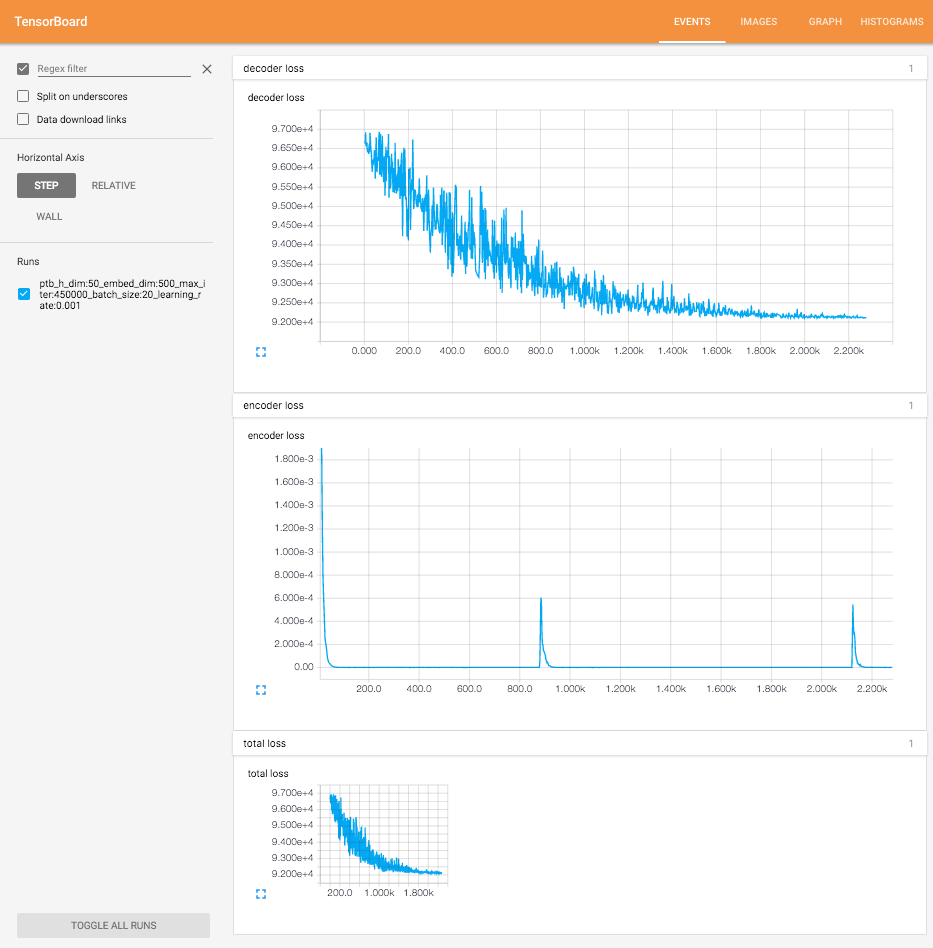 TensorBoard
EVENTS IMAGES GRAPH HISTOGRAMS
Regex filter
Split on underscores
Data download links
Horizontal Axis
STEP RELATIVE
WALL
Runs
ptb_h_dim:50_embed_dim:500_max_i
ter:450000_batch_size:20_learning_r
ate:0.001
TOGGLE ALL RUNS
decoder loss 1
decoder loss
9.700e+4
9.650e+4
9.600e+4
9.550e+4
9.500e+4
9.450e+4
9.400e+4
9.350e+4
9.300e+4
9.250e+4
9.200e+4
0.000 200.0 400.0 600.0 800.0 1.000k 1.200k 1.400k 1.600k 1.800k 2.000k 2.200k
encoder loss 1
encoder loss
1.800e-3
1.600e-3
1.400e-3
1.200e-3
1.000e-3
8.000e-4
6.000e-4
4.000e-4
2.000e-4
0.00
200.0 400.0 600.0 800.0 1.000k 1.200k 1.400k 1.600k 1.800k 2.000k 2.200k
total loss 1
total loss
9.700e+4
9.600e+4
9.500e+4
9.400e+4
9.300e+4
9.200e+4
200.0 1.000k 1.800k